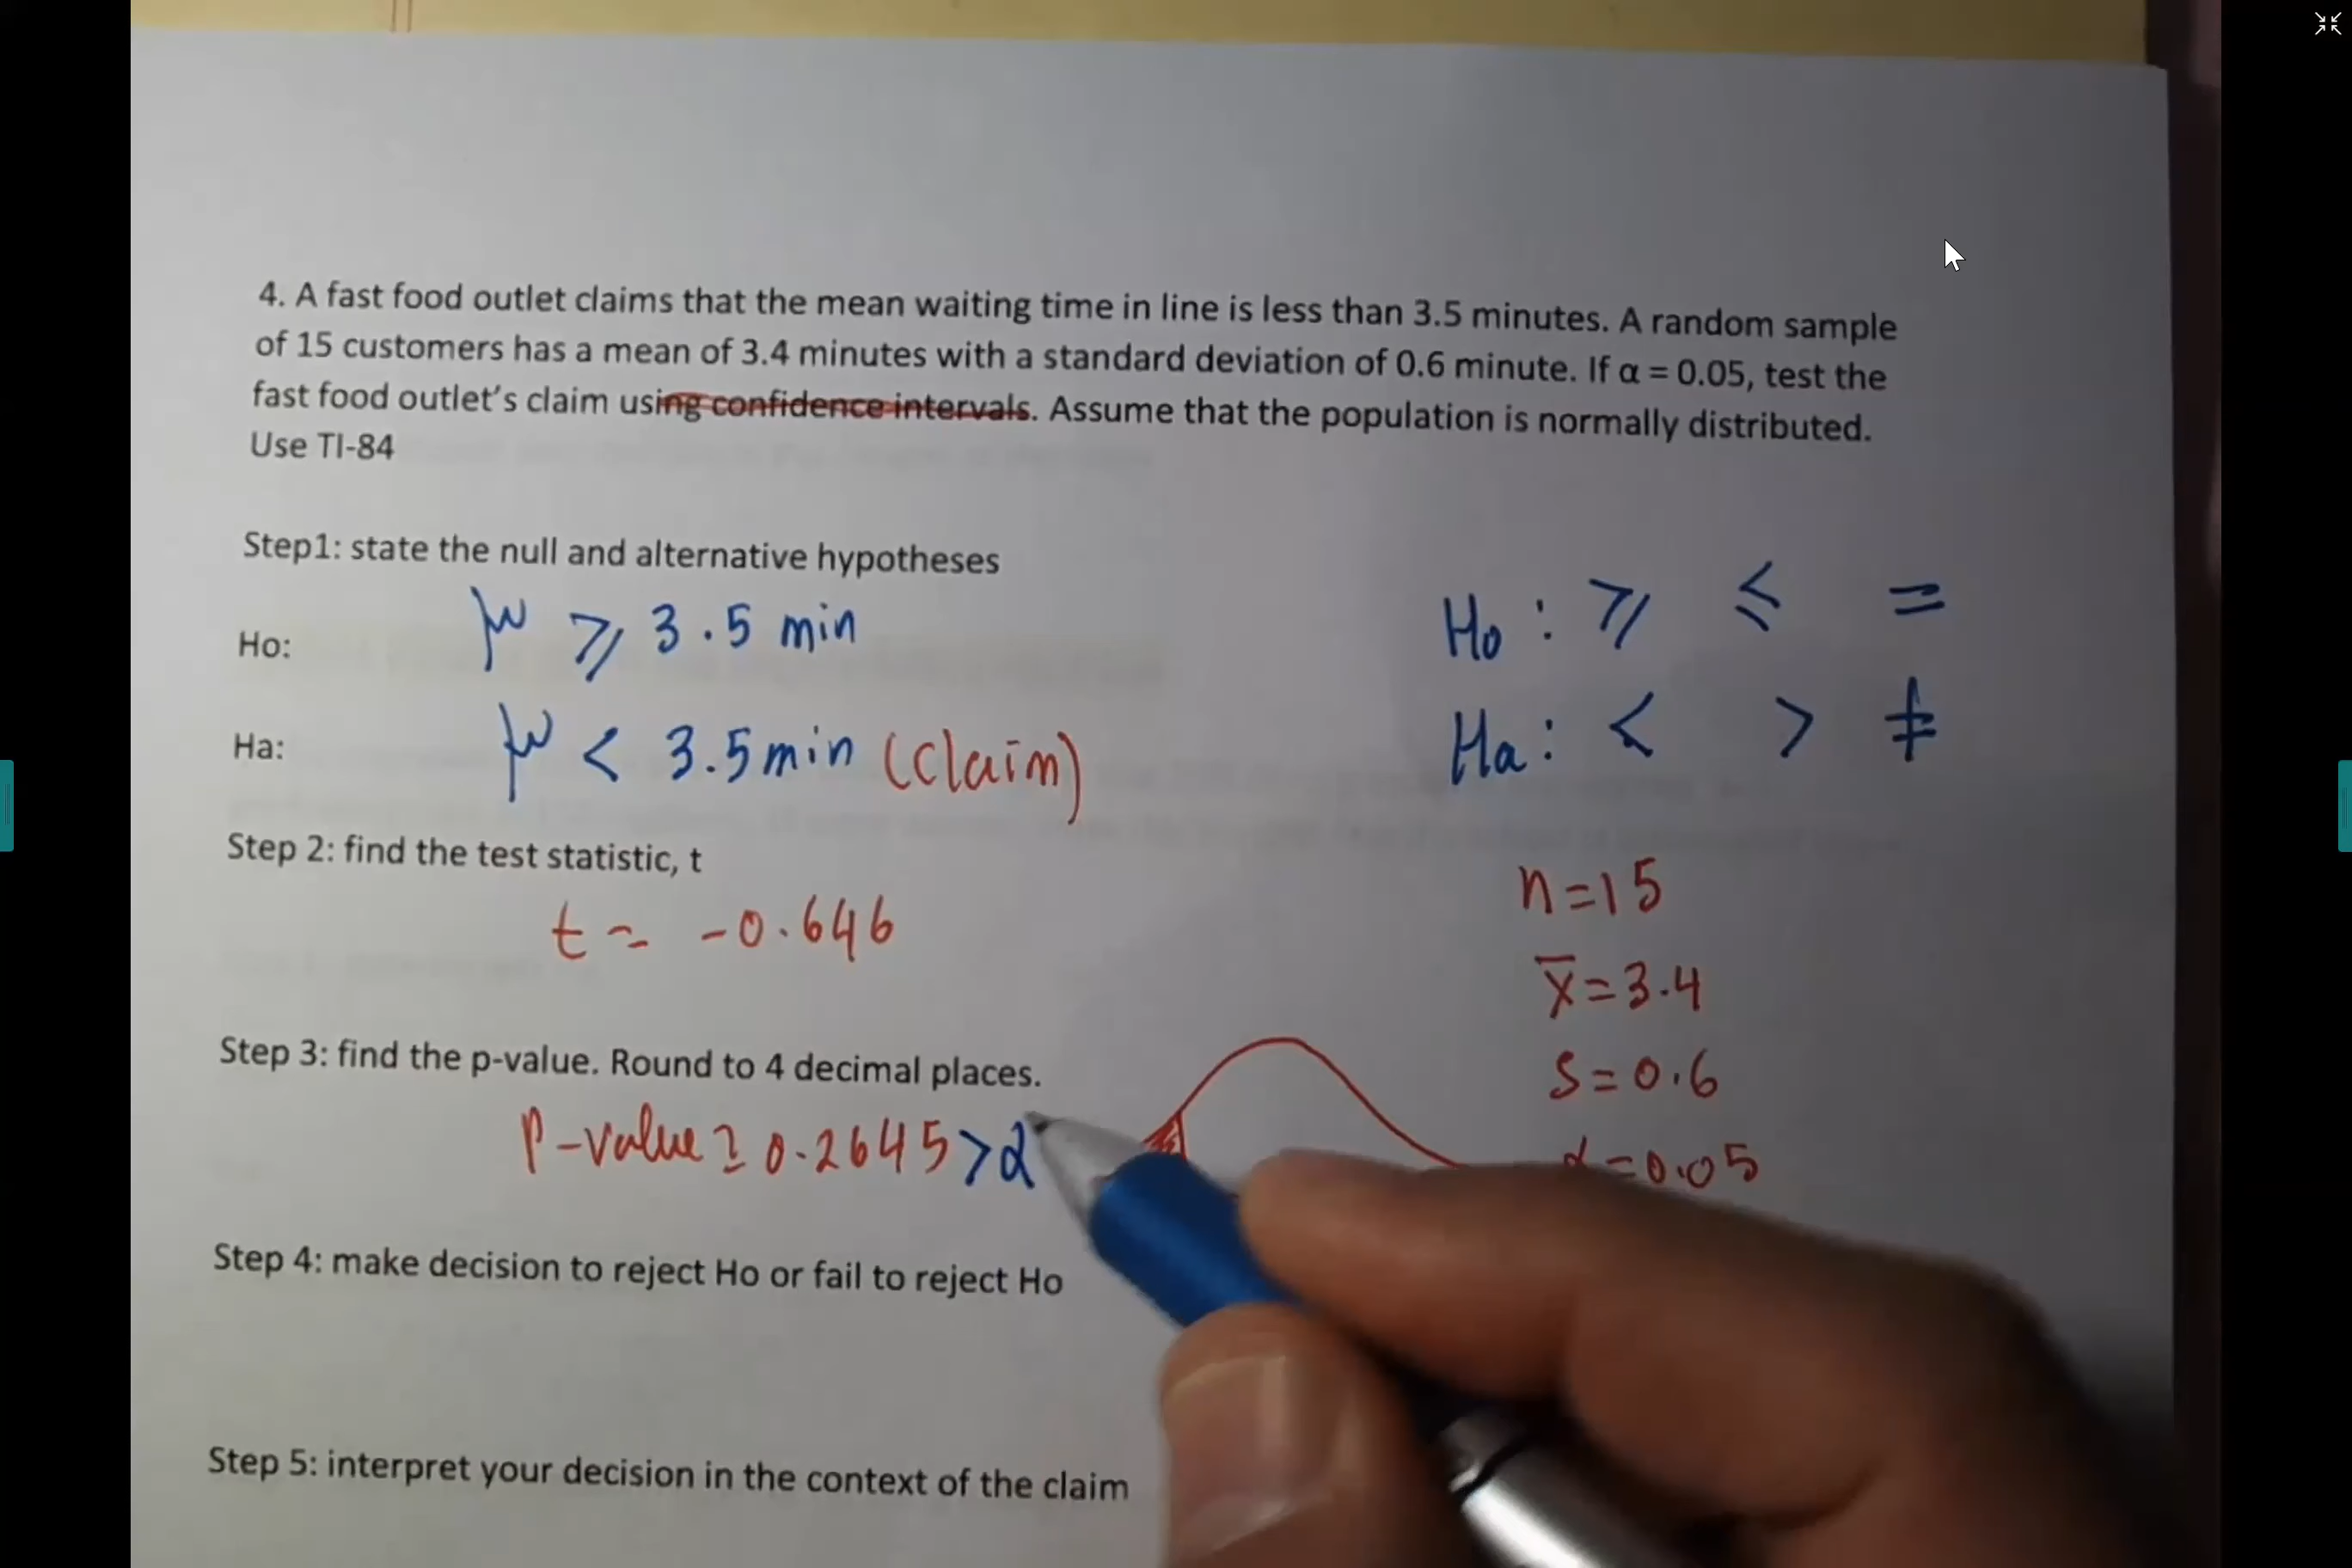 4. A fast food outlet claims that the mean waiting time in line is less than 3.5 minutes. A random sample
of 15 customers has a mean of 3.4 minutes with a standard deviation of 0.6 minute. If α = 0.05, test the
fast food outlet's claim using confidence intervals. Assume that the population is normally distributed.
Use TI-84
Step1: state the null and alternative hypotheses
Ho: μ ≥ 3.5 min
Ho: ≥ ≤ =
Ha: μ < 3.5 min (claim)
Ha: < > ≠
Step 2: find the test statistic, t
t ≈ -0.646
n=15
x̄=3.4
s=0.6
α=0.05
Step 3: find the p-value. Round to 4 decimal places.
P-value ≅ 0.2645 > α
Step 4: make decision to reject Ho or fail to reject Ho
Step 5: interpret your decision in the context of the claim